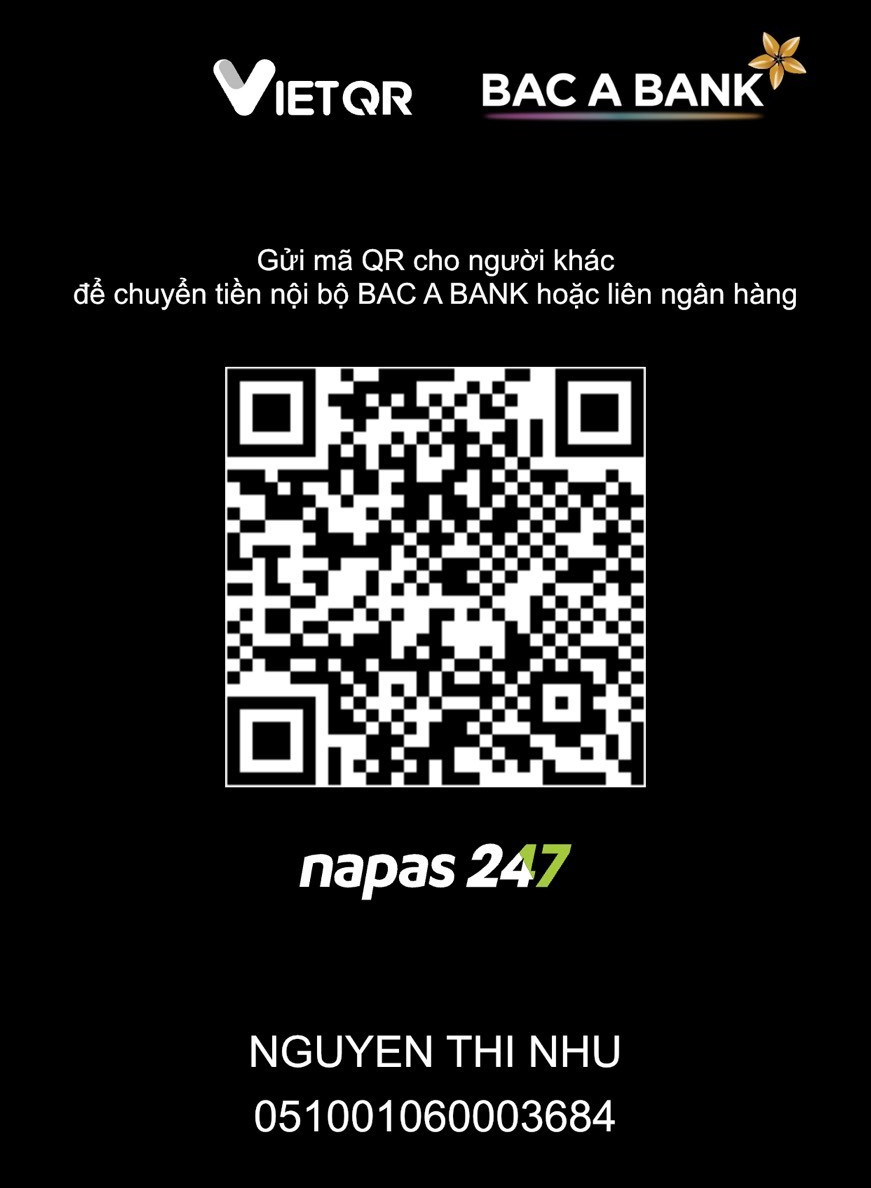 VIETQR BAC A BANK
Gửi mã QR cho người khác
để chuyển tiền nội bộ BAC A BANK hoặc liên ngân hàng
napas 247
NGUYEN THI NHU
051001060003684